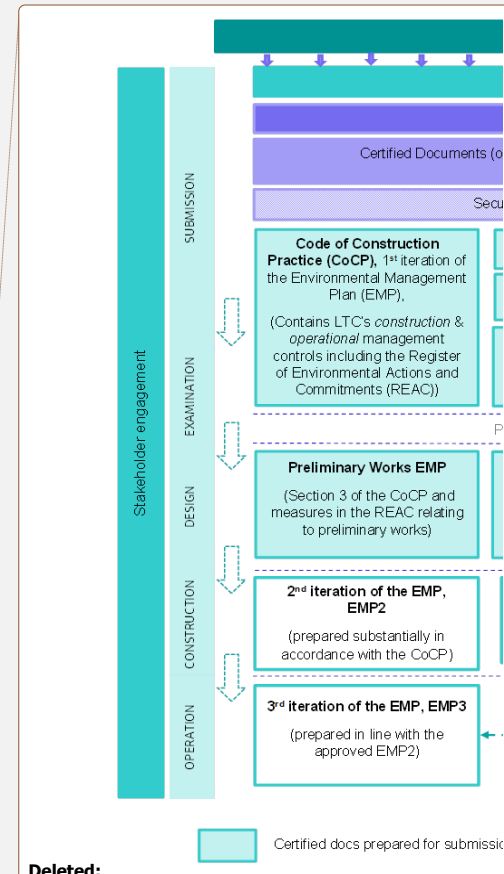 Certified Documents (o
Secu
Stakeholder engagement
SUBMISSION
EXAMINATION
DESIGN
CONSTRUCTION
OPERATION
Code of Construction
Practice (CoCP), 1st iteration of
the Environmental Management
Plan (EMP),
(Contains LTC's construction &
operational management
controls including the Register
of Environmental Actions and
Commitments (REAC))
P
Preliminary Works EMP
(Section 3 of the CoCP and
measures in the REAC relating
to preliminary works)
2nd iteration of the EMP,
EMP2
(prepared substantially in
accordance with the CoCP)
3rd iteration of the EMP, EMP3
(prepared in line with the
approved EMP2)
Certified docs prepared for submissio
Deleted: